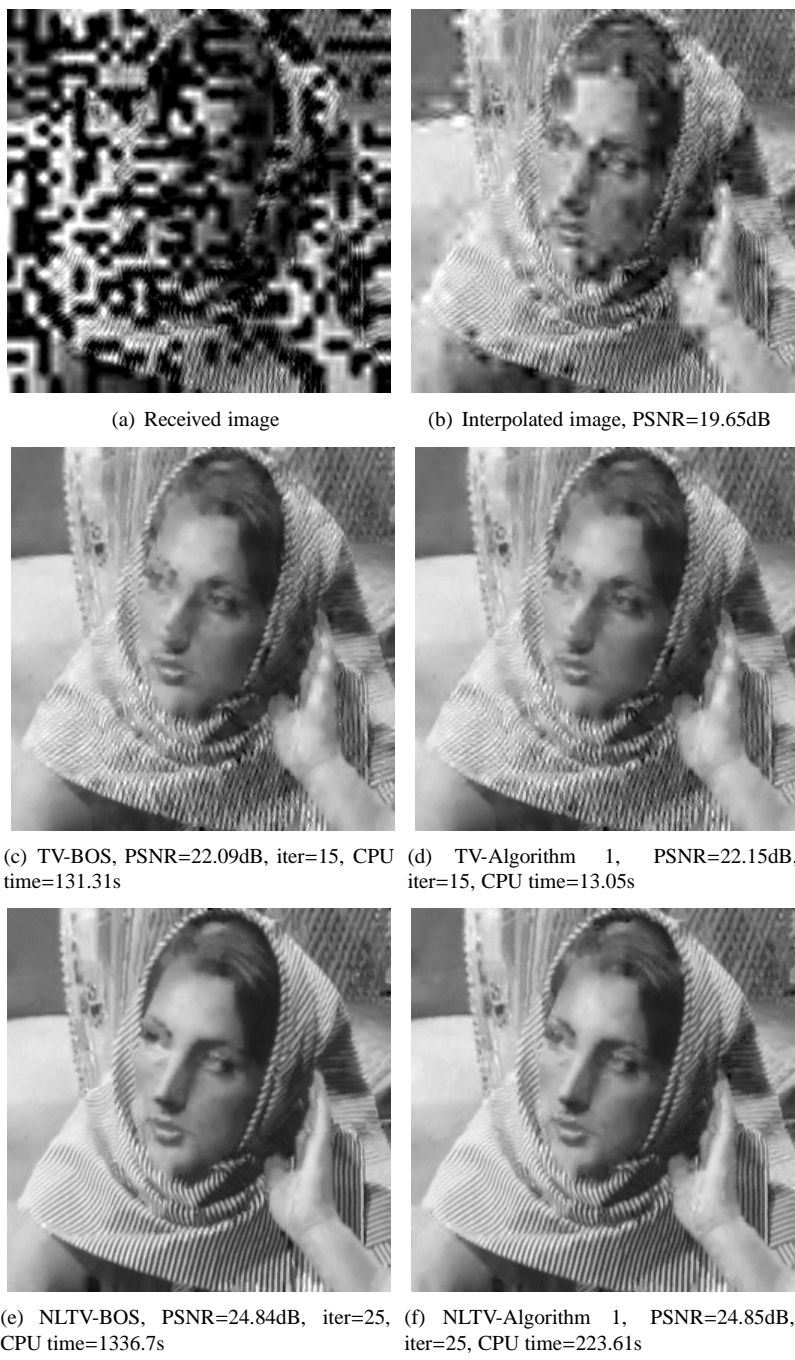 (a) Received image
(b) Interpolated image, PSNR=19.65dB
(c) TV-BOS, PSNR=22.09dB, iter=15, CPU
time=131.31s
(d) TV-Algorithm 1, PSNR=22.15dB,
iter=15, CPU time=13.05s
(e) NLTV-BOS, PSNR=24.84dB, iter=25,
CPU time=1336.7s
(f) NLTV-Algorithm 1, PSNR=24.85dB,
iter=25, CPU time=223.61s